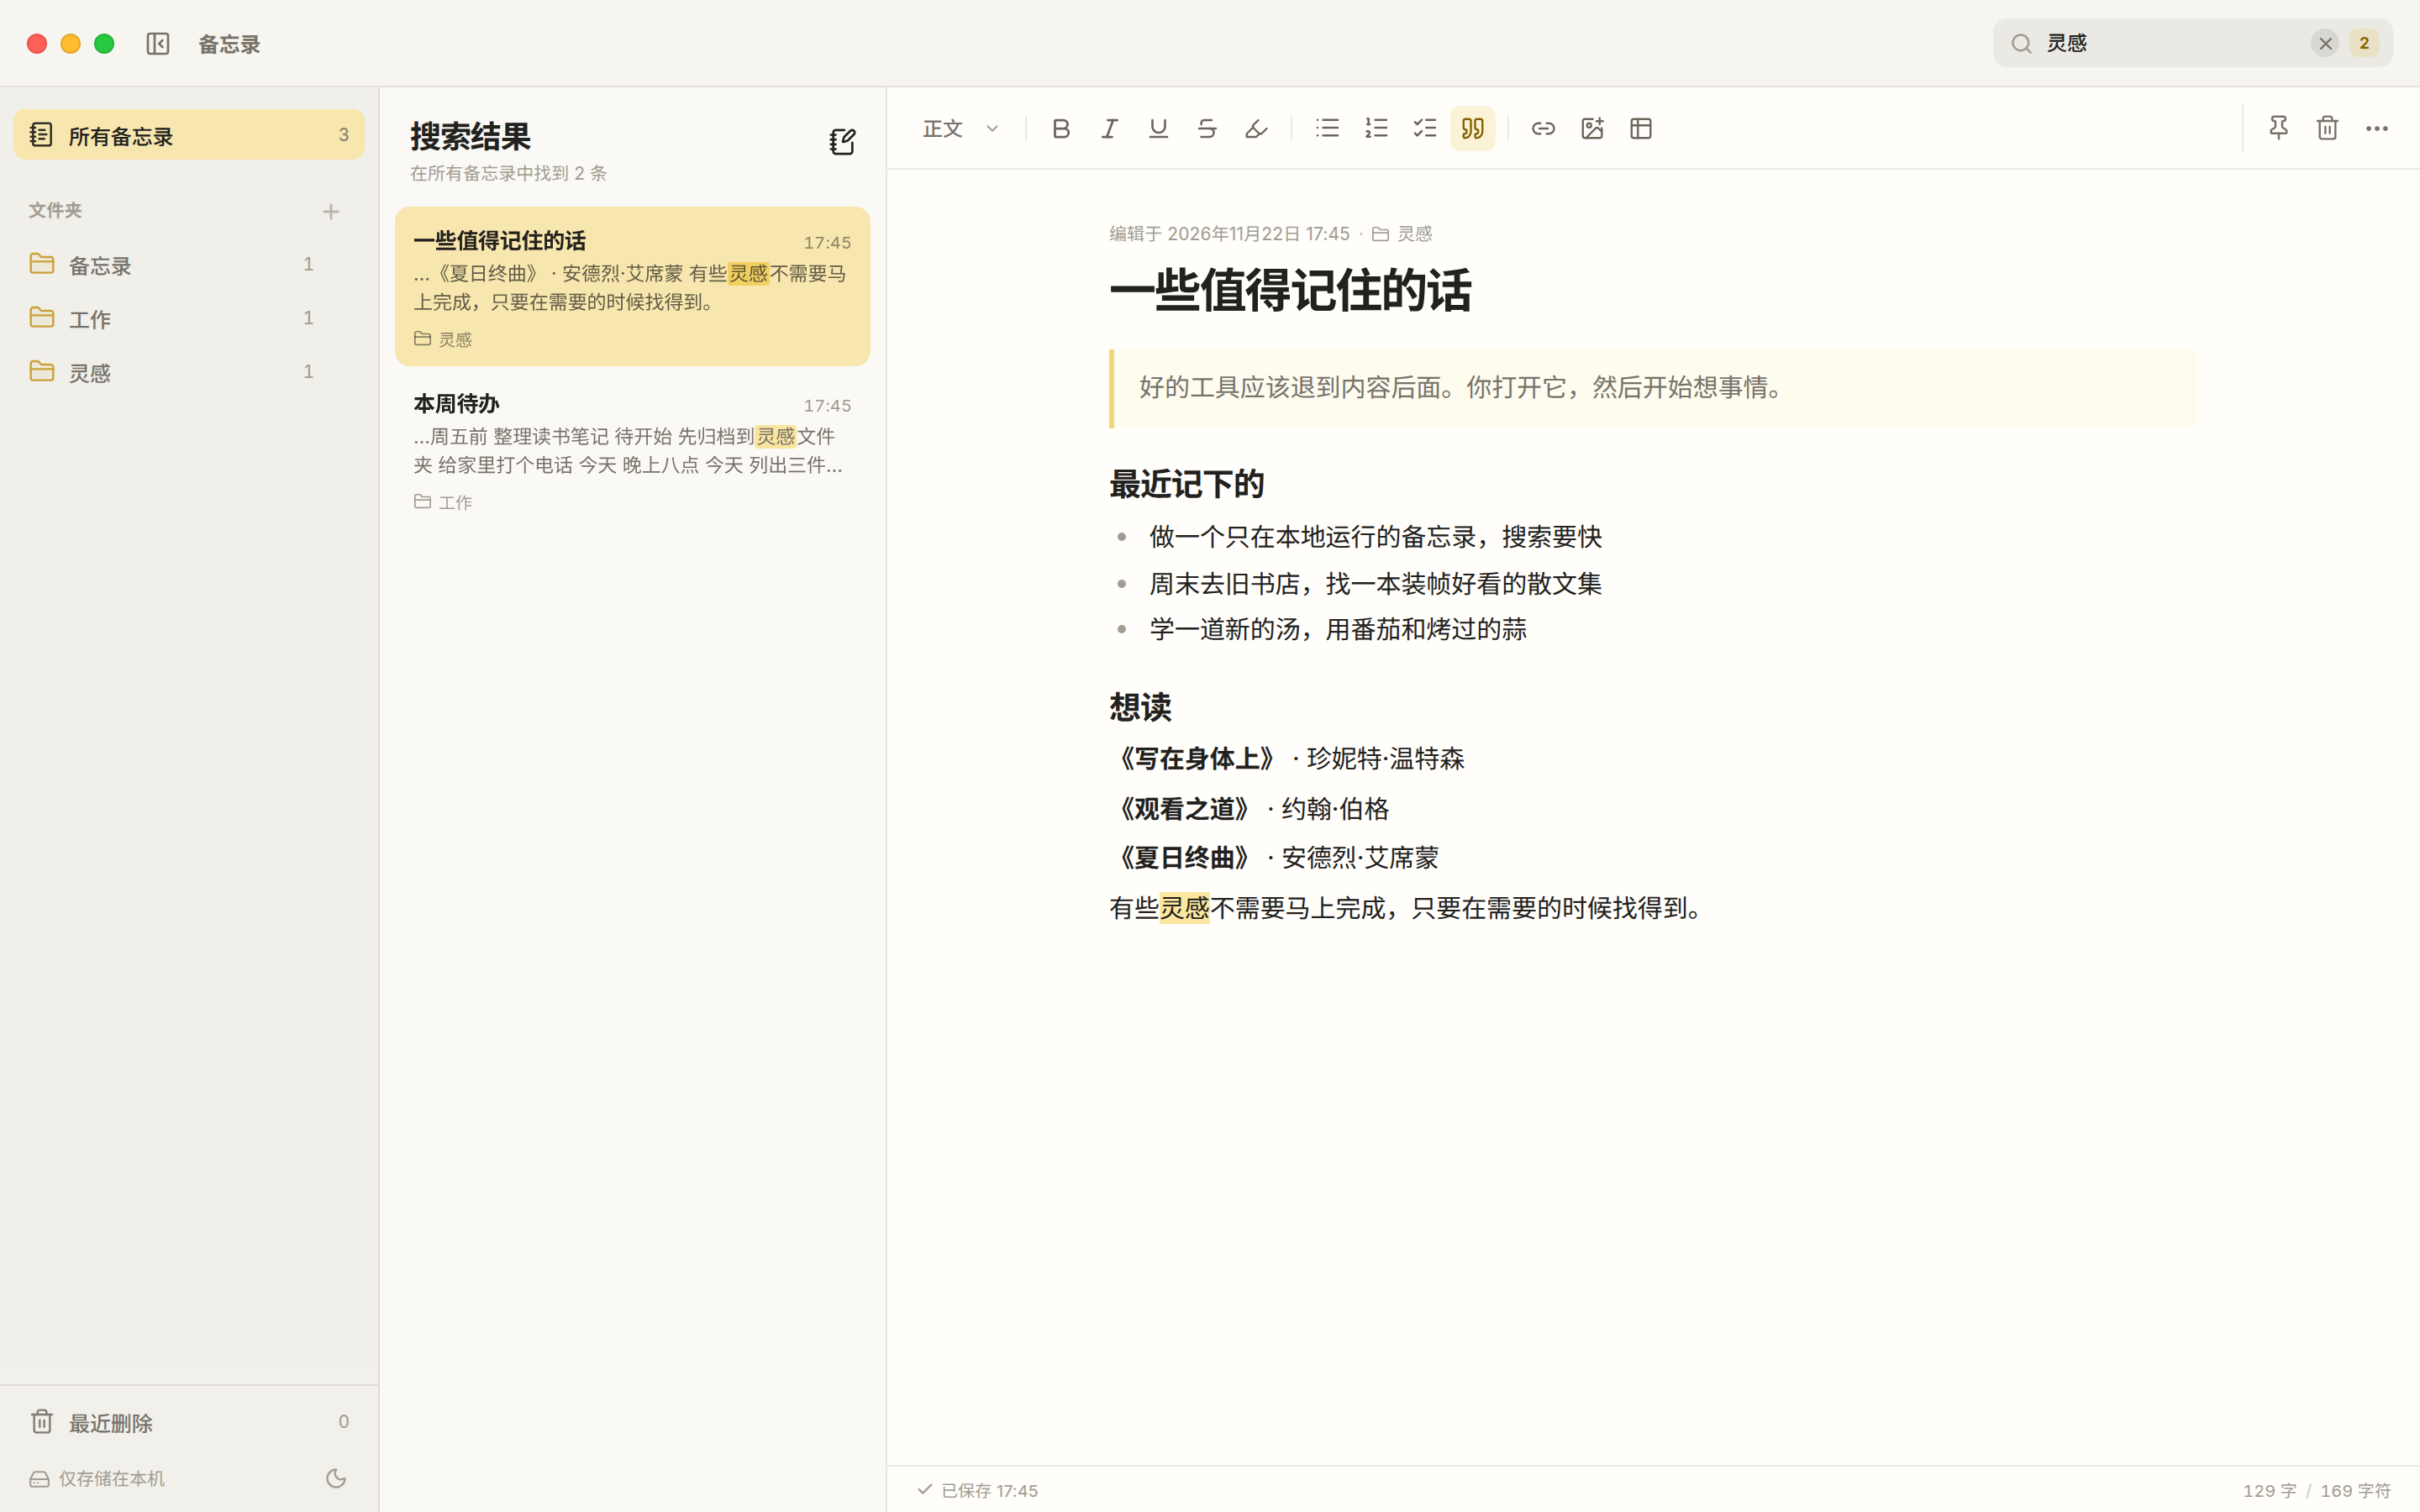 备忘录
灵感
2
所有备忘录
3
文件夹
备忘录
1
工作
1
灵感
1
最近删除
0
仅存储在本机
搜索结果
在所有备忘录中找到 2 条
一些值得记住的话
17:45
...《夏日终曲》 · 安德烈·艾席蒙 有些灵感不需要马
上完成，只要在需要的时候找得到。
灵感
本周待办
17:45
...周五前 整理读书笔记 待开始 先归档到灵感文件
夹 给家里打个电话 今天 晚上八点 今天 列出三件...
工作
正文
编辑于 2026年11月22日 17:45 · 灵感
一些值得记住的话
好的工具应该退到内容后面。你打开它，然后开始想事情。
最近记下的
做一个只在本地运行的备忘录，搜索要快
周末去旧书店，找一本装帧好看的散文集
学一道新的汤，用番茄和烤过的蒜
想读
《写在身体上》 · 珍妮特·温特森
《观看之道》 · 约翰·伯格
《夏日终曲》 · 安德烈·艾席蒙
有些灵感不需要马上完成，只要在需要的时候找得到。
已保存 17:45
129 字 / 169 字符